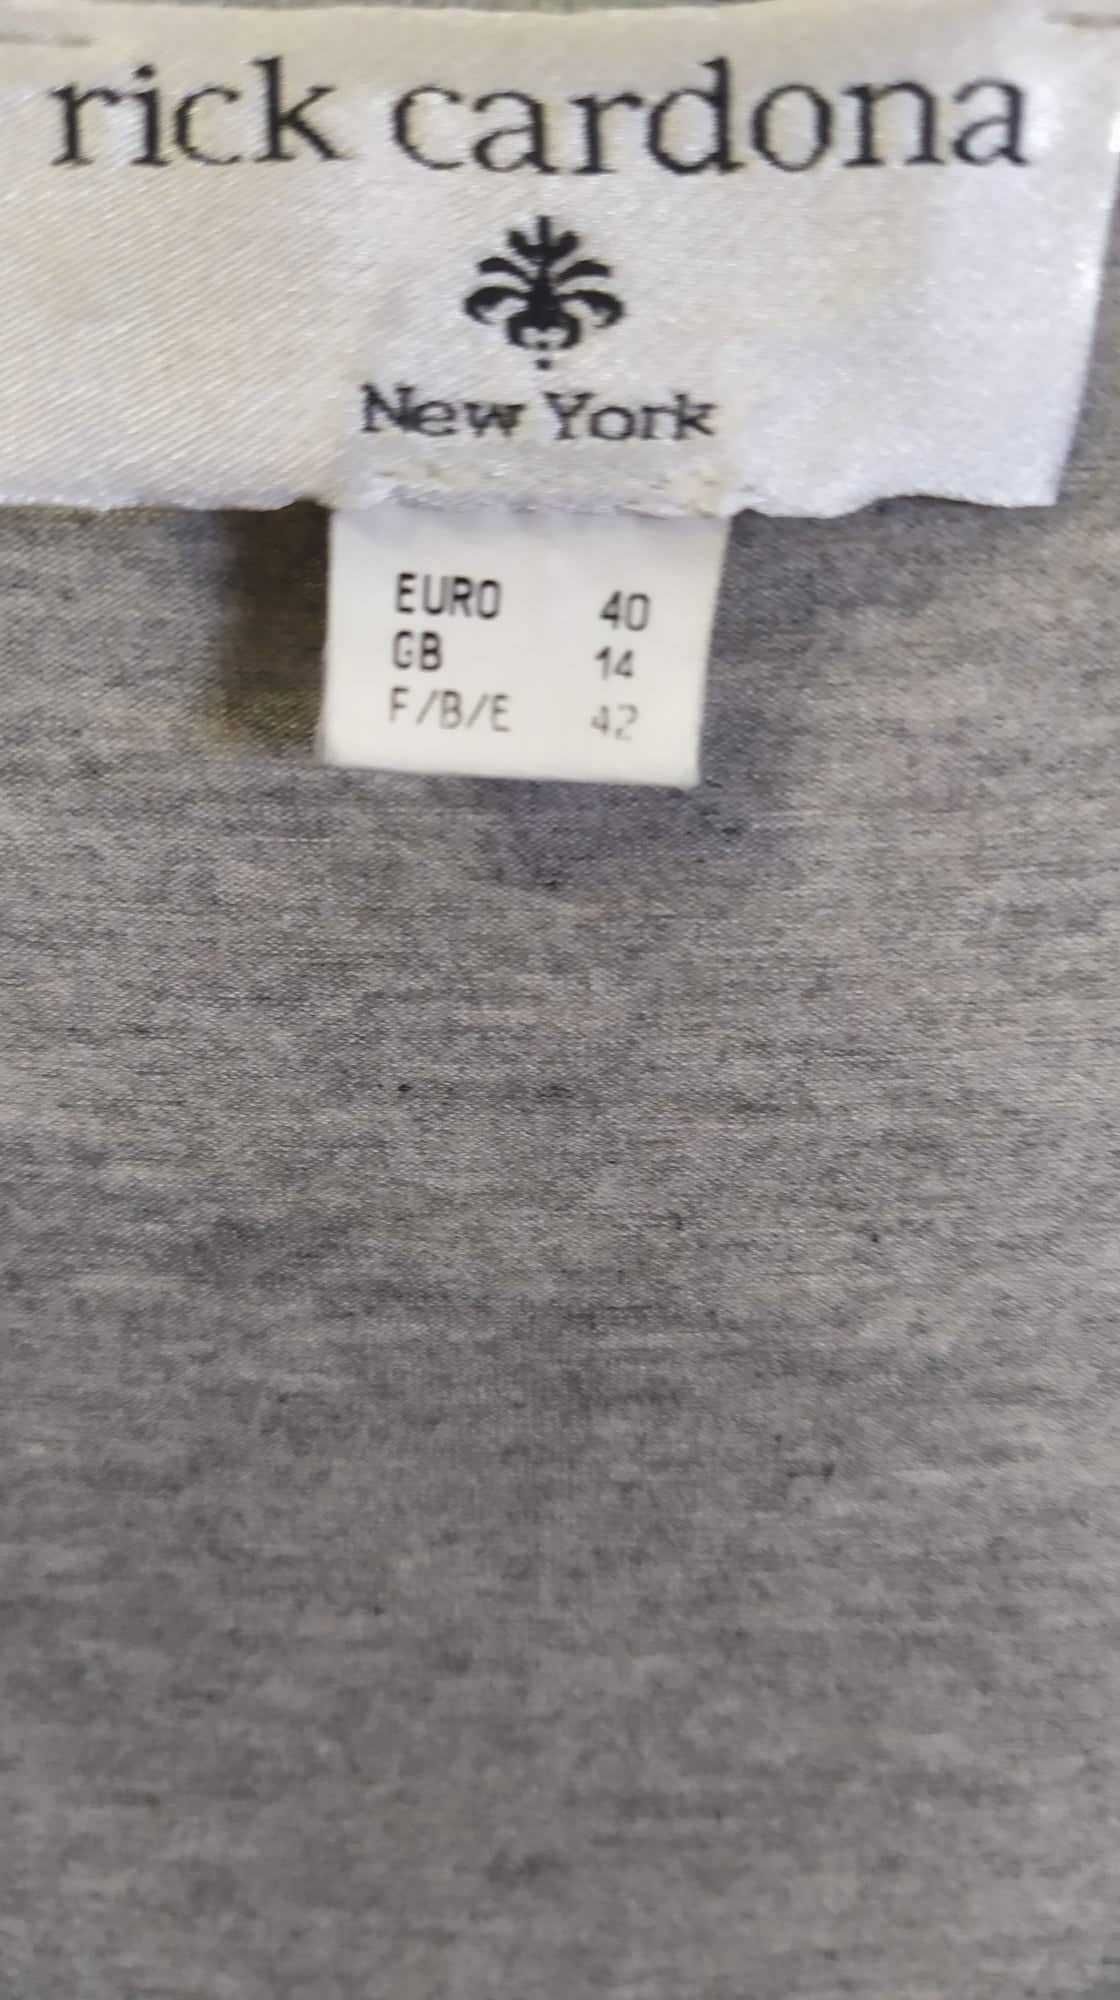 rick cardona
New York
EURO 40
GB 14
F/B/E 42